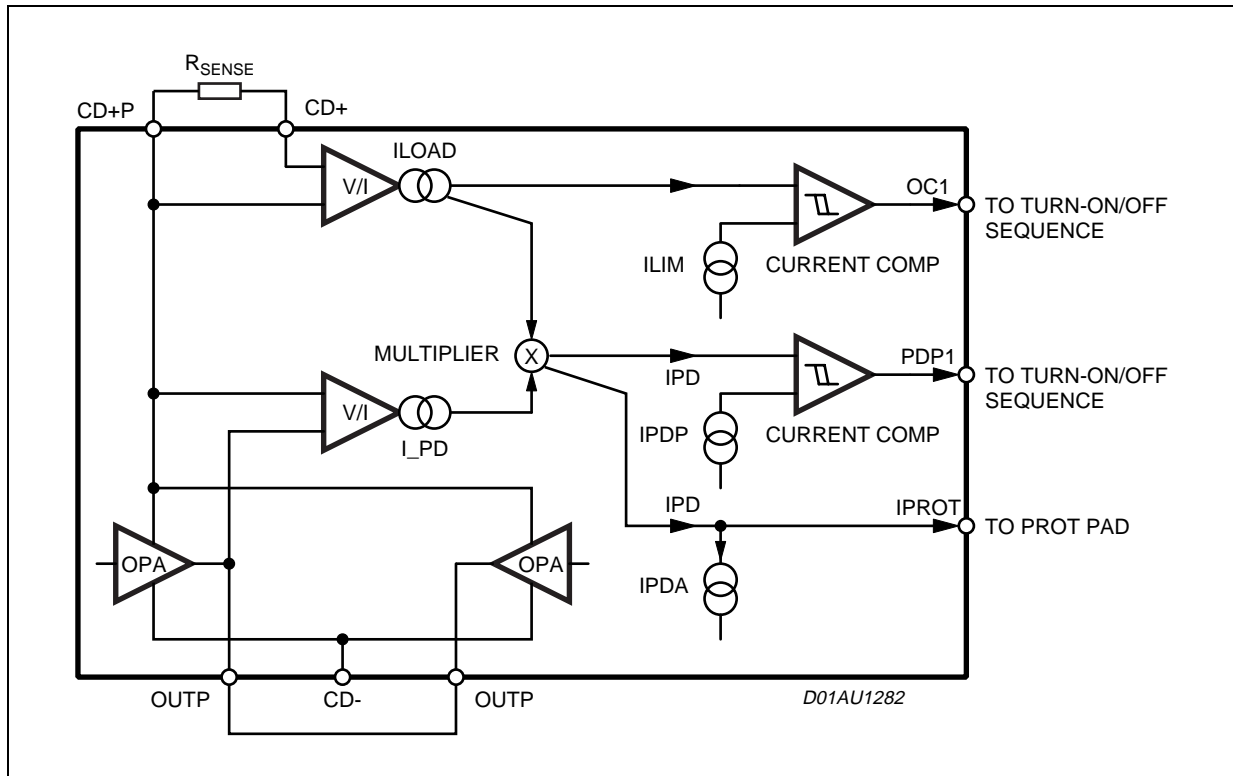 RSENSE
CD+P
CD+
ILOAD
V/I
OC1
TO TURN-ON/OFF
SEQUENCE
ILIM
CURRENT COMP
MULTIPLIER
X
IPD
PDP1
TO TURN-ON/OFF
SEQUENCE
V/I
I_PD
IPDP
CURRENT COMP
IPD
IPROT
TO PROT PAD
OPA
OPA
IPDA
OUTP
CD-
OUTP
D01AU1282